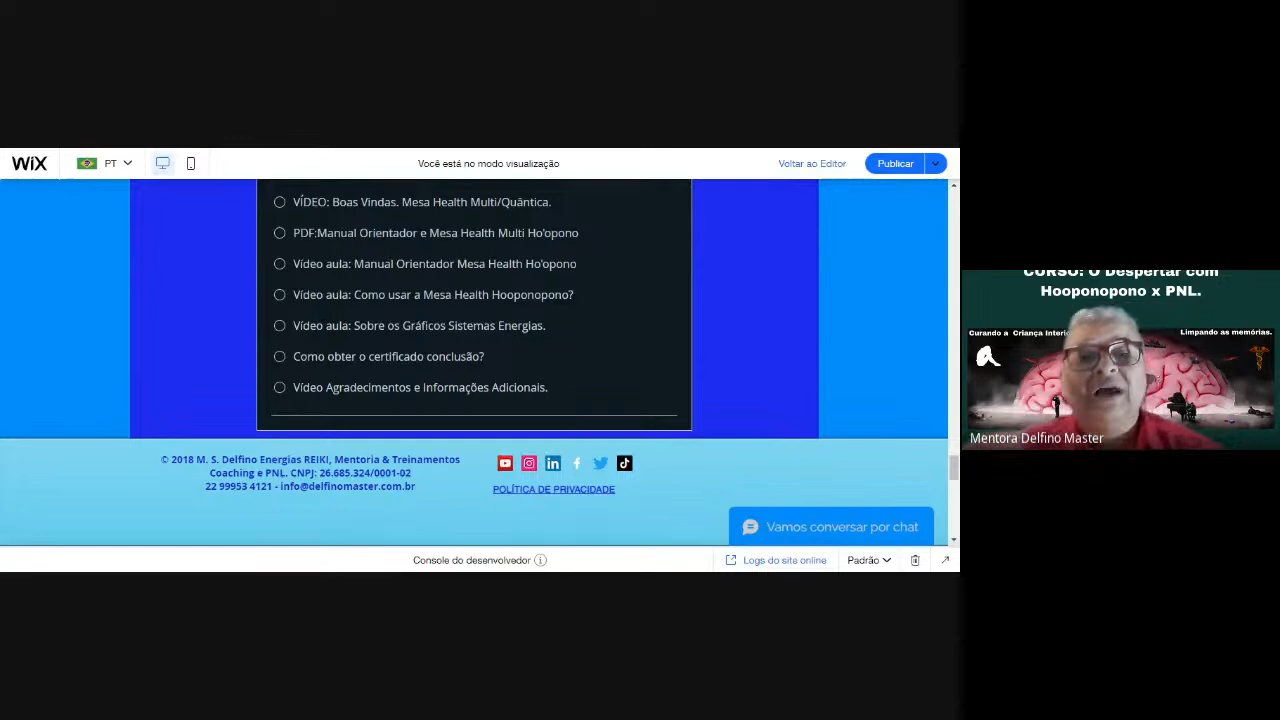 WiX
PT
Você está no modo visualização
Voltar ao Editor
Publicar
VÍDEO: Boas Vindas. Mesa Health Multi/Quântica.
PDF:Manual Orientador e Mesa Health Multi Ho'opono
Vídeo aula: Manual Orientador Mesa Health Ho'opono
Vídeo aula: Como usar a Mesa Health Hooponopono?
Vídeo aula: Sobre os Gráficos Sistemas Energias.
Como obter o certificado conclusão?
Vídeo Agradecimentos e Informações Adicionais.
© 2018 M. S. Delfino Energias REIKI, Mentoria & Treinamentos
Coaching e PNL. CNPJ: 26.685.324/0001-02
22 99953 4121 - info@delfinomaster.com.br
POLÍTICA DE PRIVACIDADE
Vamos conversar por chat
Console do desenvolvedor
Logs do site online
Padrão
CURSO: O Despertar com
Hooponopono x PNL.
Curando a Criança Interi
Limpando as memórias.
Mentora Delfino Master